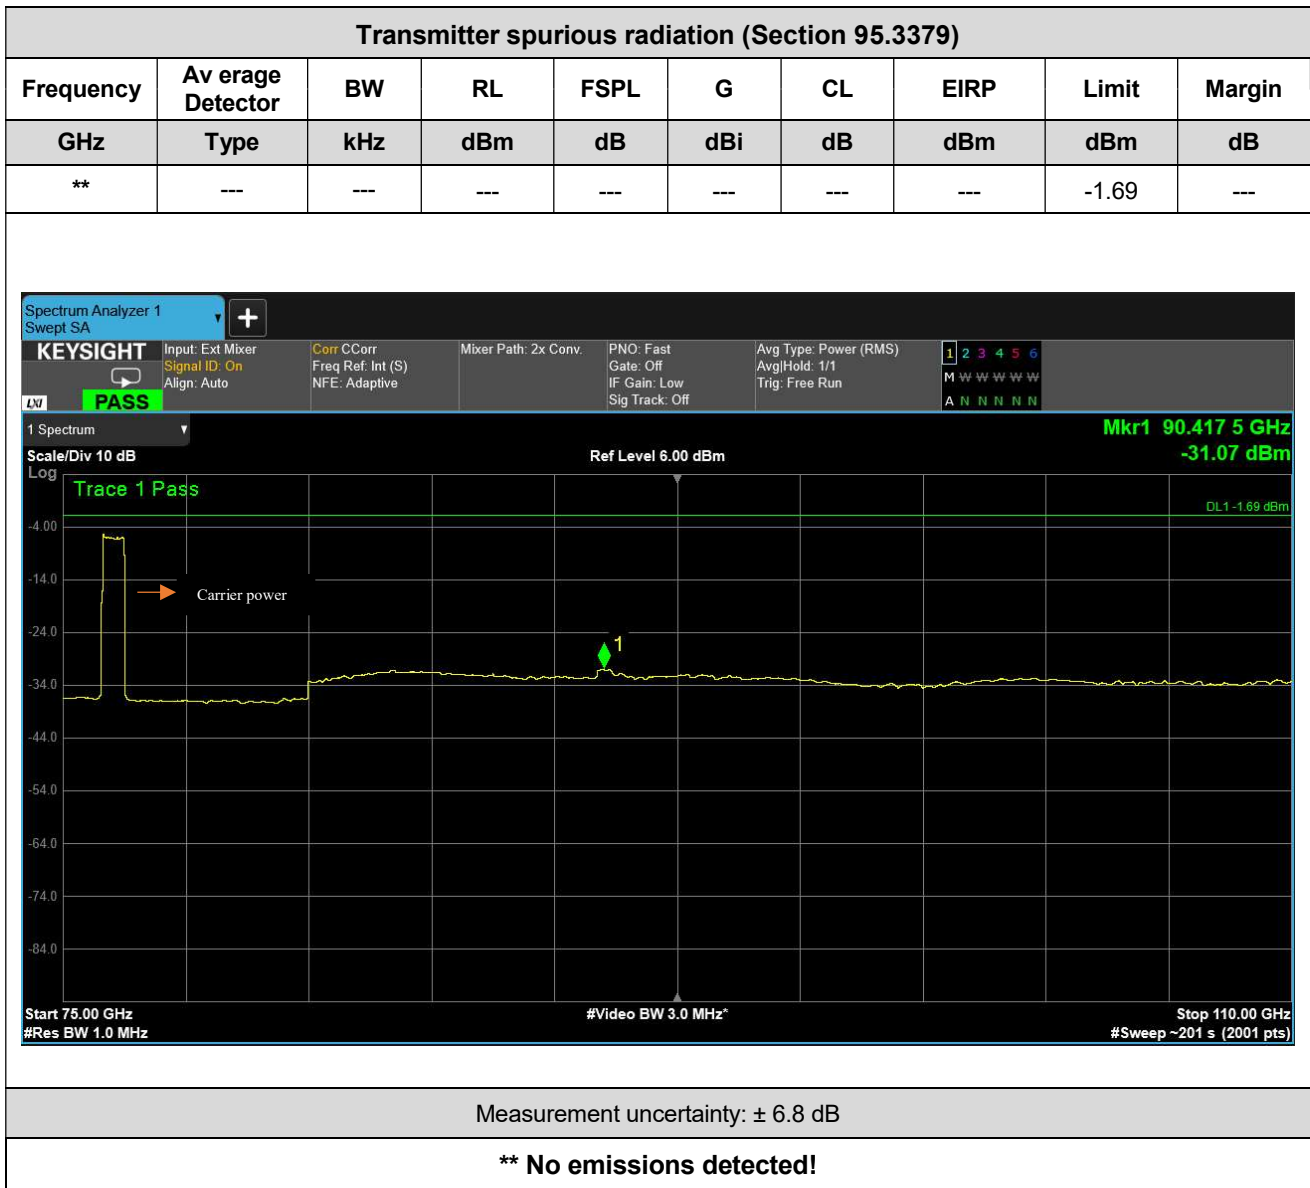 Transmitter spurious radiation (Section 95.3379)
Frequency Av erage Detector BW RL FSPL G CL EIRP Limit Margin
GHz Type kHz dBm dB dBi dB dBm dBm dB
** --- --- --- --- --- --- --- -1.69 ---
Spectrum Analyzer 1
Swept SA
+
KEYSIGHT Input: Ext Mixer Corr CCorr Mixer Path: 2x Conv. PNO: Fast Avg Type: Power (RMS) 1 2 3 4 5 6
Signal ID: On Freq Ref: Int (S) Gate: Off Avg|Hold: 1/1 M W W W W W
Align: Auto NFE: Adaptive IF Gain: Low Trig: Free Run
LXI PASS Sig Track: Off A N N N N N
1 Spectrum Mkr1 90.417 5 GHz
Scale/Div 10 dB Ref Level 6.00 dBm -31.07 dBm
Log
Trace 1 Pass
DL1 -1.69 dBm
-4.00
-14.0
Carrier power
-24.0
1
-34.0
-44.0
-54.0
-64.0
-74.0
-84.0
Start 75.00 GHz #Video BW 3.0 MHz* Stop 110.00 GHz
#Res BW 1.0 MHz #Sweep ~201 s (2001 pts)
Measurement uncertainty: ± 6.8 dB
** No emissions detected!